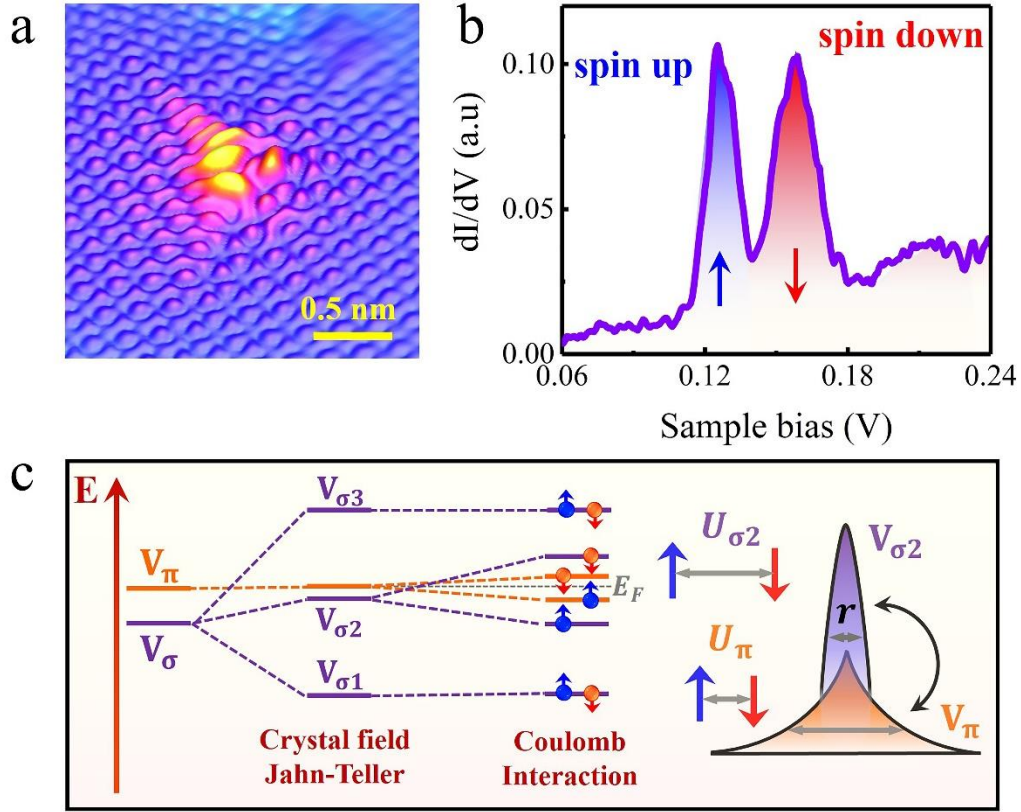 a
0.5 nm
b
spin up
spin down
dI/dV (a.u)
0.10
0.05
0.00
0.06
0.12
0.18
0.24
Sample bias (V)
c
E
Vπ
Vσ
Vσ3
Vσ2
Vσ1
E_F
Crystal field
Jahn-Teller
Coulomb
Interaction
Uσ2
Uπ
Vσ2
r
Vπ